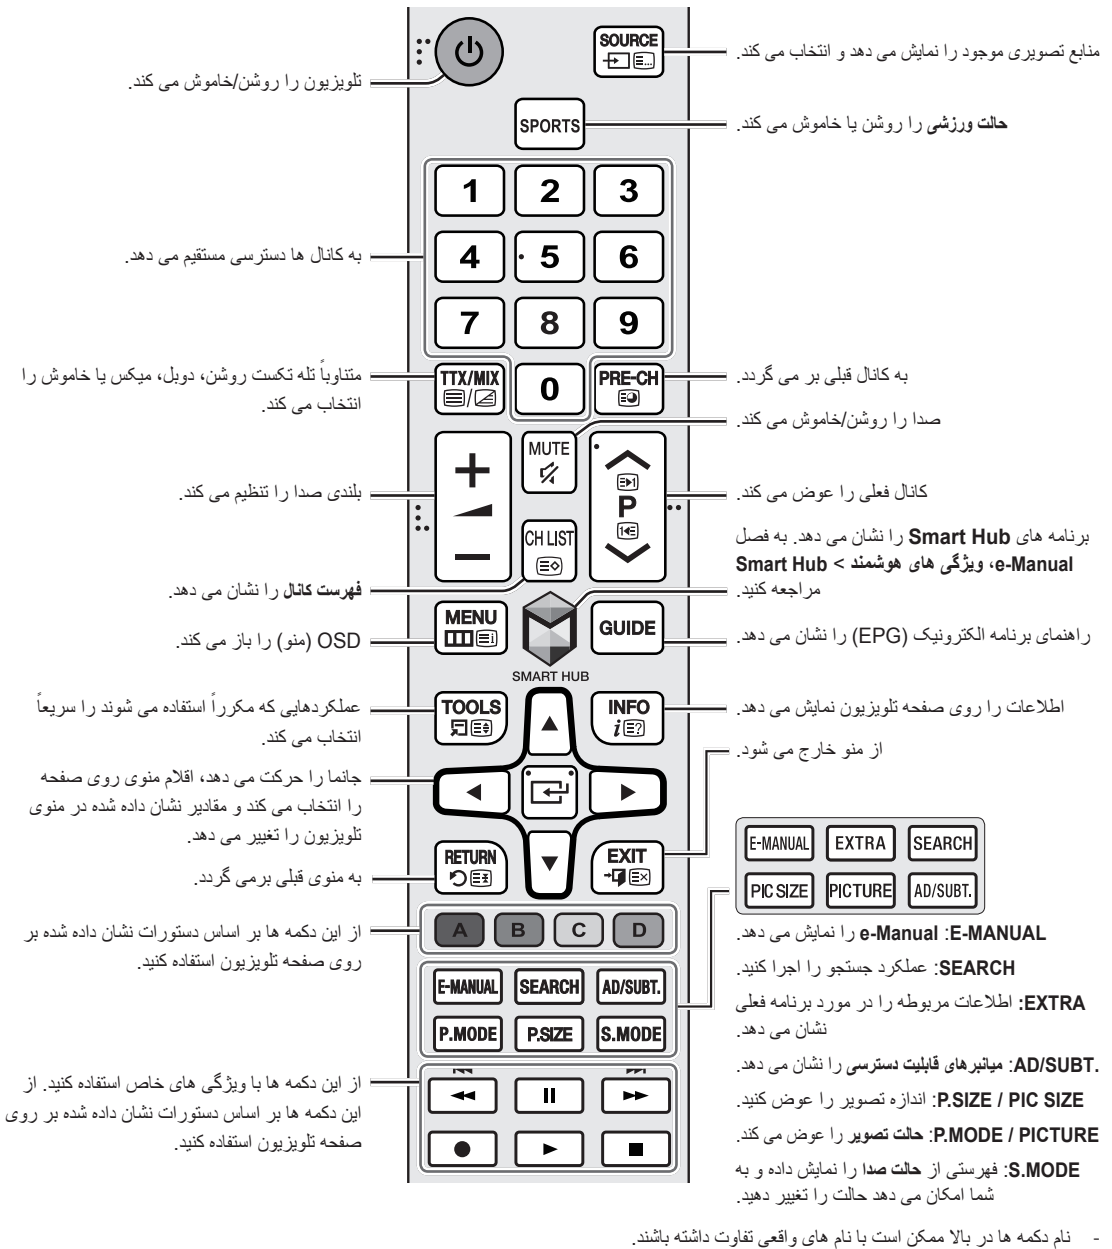 SOURCE
منابع تصویری موجود را نمایش می دهد و انتخاب می کند.
تلویزیون را روشن/خاموش می کند.
SPORTS
حالت ورزشی را روشن یا خاموش می کند.
1 2 3
4 5 6
به کانال ها دسترسی مستقیم می دهد.
7 8 9
0
TTX/MIX
متناوباً تله تکست روشن، دوبل، میکس یا خاموش را
انتخاب می کند.
PRE-CH
به کانال قبلی بر می گردد.
MUTE
صدا را روشن/خاموش می کند.
بلندی صدا را تنظیم می کند.
P
کانال فعلی را عوض می کند.
CH LIST
فهرست کانال را نشان می دهد.
برنامه های Smart Hub را نشان می دهد. به فصل
e-Manual، ویژگی های هوشمند > Smart Hub
مراجعه کنید.
SMART HUB
MENU
OSD (منو) را باز می کند.
GUIDE
راهنمای برنامه الکترونیک (EPG) را نشان می دهد.
TOOLS
عملکردهایی که مکرراً استفاده می شوند را سریعاً
انتخاب می کند.
INFO
اطلاعات را روی صفحه تلویزیون نمایش می دهد.
از منو خارج می شود.
جانما را حرکت می دهد، اقلام منوی روی صفحه
را انتخاب می کند و مقادیر نشان داده شده در منوی
تلویزیون را تغییر می دهد.
RETURN
به منوی قبلی برمی گردد.
EXIT
A B C D
از این دکمه ها بر اساس دستورات نشان داده شده بر
روی صفحه تلویزیون استفاده کنید.
E-MANUAL SEARCH AD/SUBT.
P.MODE P.SIZE S.MODE
از این دکمه ها با ویژگی های خاص استفاده کنید. از
این دکمه ها بر اساس دستورات نشان داده شده بر روی
صفحه تلویزیون استفاده کنید.
E-MANUAL EXTRA SEARCH
PIC SIZE PICTURE AD/SUBT.
E-MANUAL: e-Manual را نمایش می دهد.
SEARCH: عملکرد جستجو را اجرا کنید.
EXTRA: اطلاعات مربوطه را در مورد برنامه فعلی
نشان می دهد.
AD/SUBT.: میانبرهای قابلیت دسترسی را نشان می دهد.
P.SIZE / PIC SIZE: اندازه تصویر را عوض کنید.
P.MODE / PICTURE: حالت تصویر را عوض می کند.
S.MODE: فهرستی از حالت صدا را نمایش داده و به
شما امکان می دهد حالت را تغییر دهید.
- نام دکمه ها در بالا ممکن است با نام های واقعی تفاوت داشته باشند.